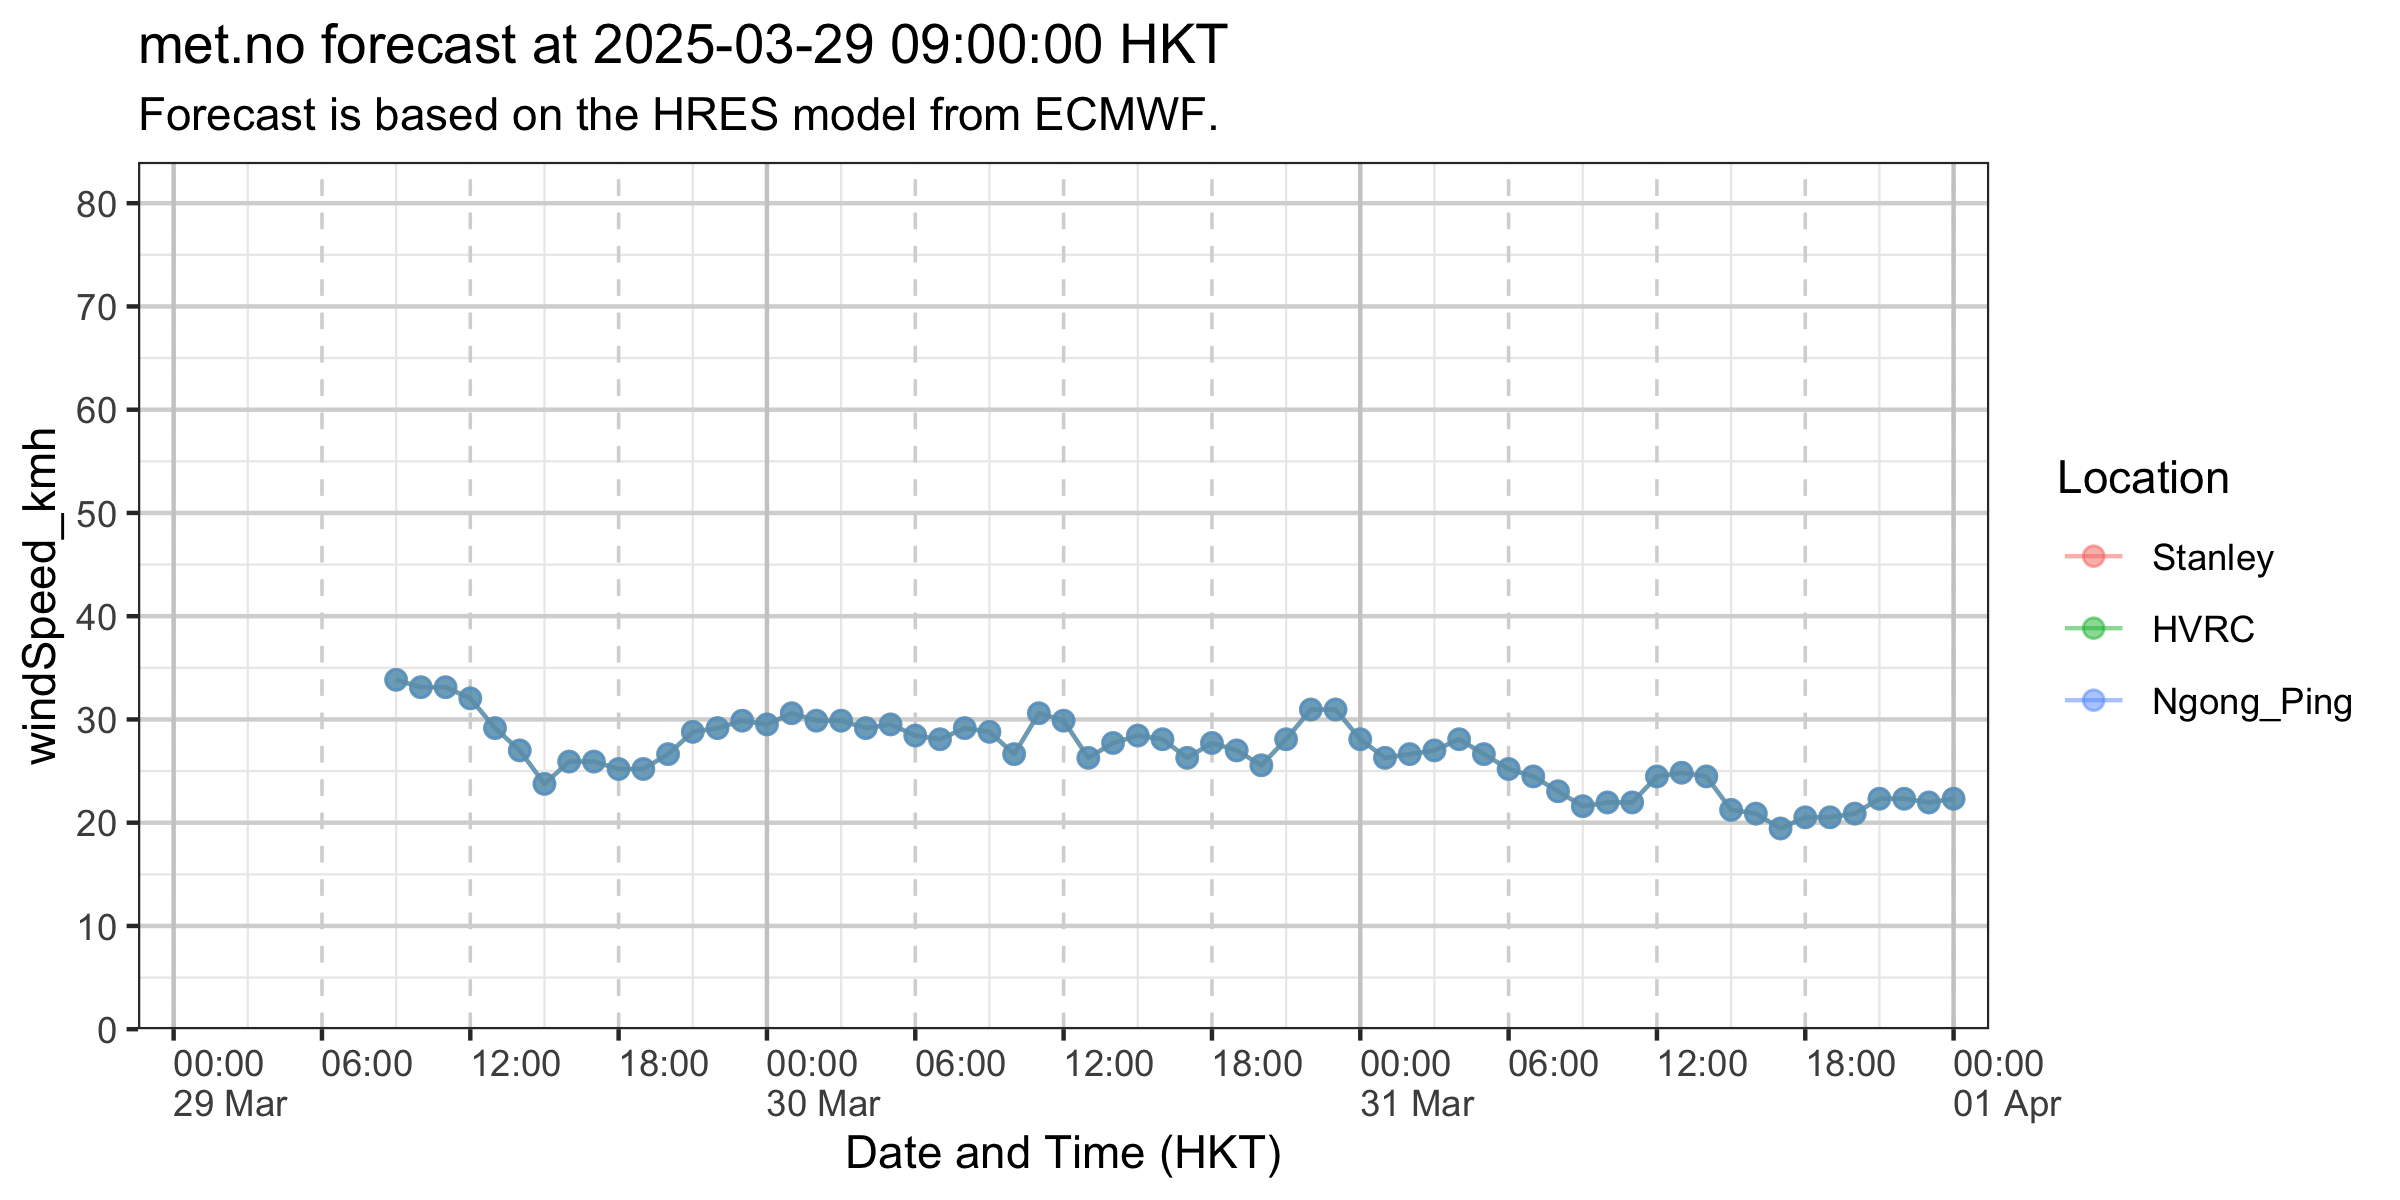 met.no forecast at 2025-03-29 09:00:00 HKT
Forecast is based on the HRES model from ECMWF.
windSpeed_kmh
80
70
60
50
40
30
20
10
0
00:00 06:00 12:00 18:00 00:00 06:00 12:00 18:00 00:00 06:00 12:00 18:00 00:00
29 Mar 30 Mar 31 Mar 01 Apr
Date and Time (HKT)
Location
Stanley
HVRC
Ngong_Ping